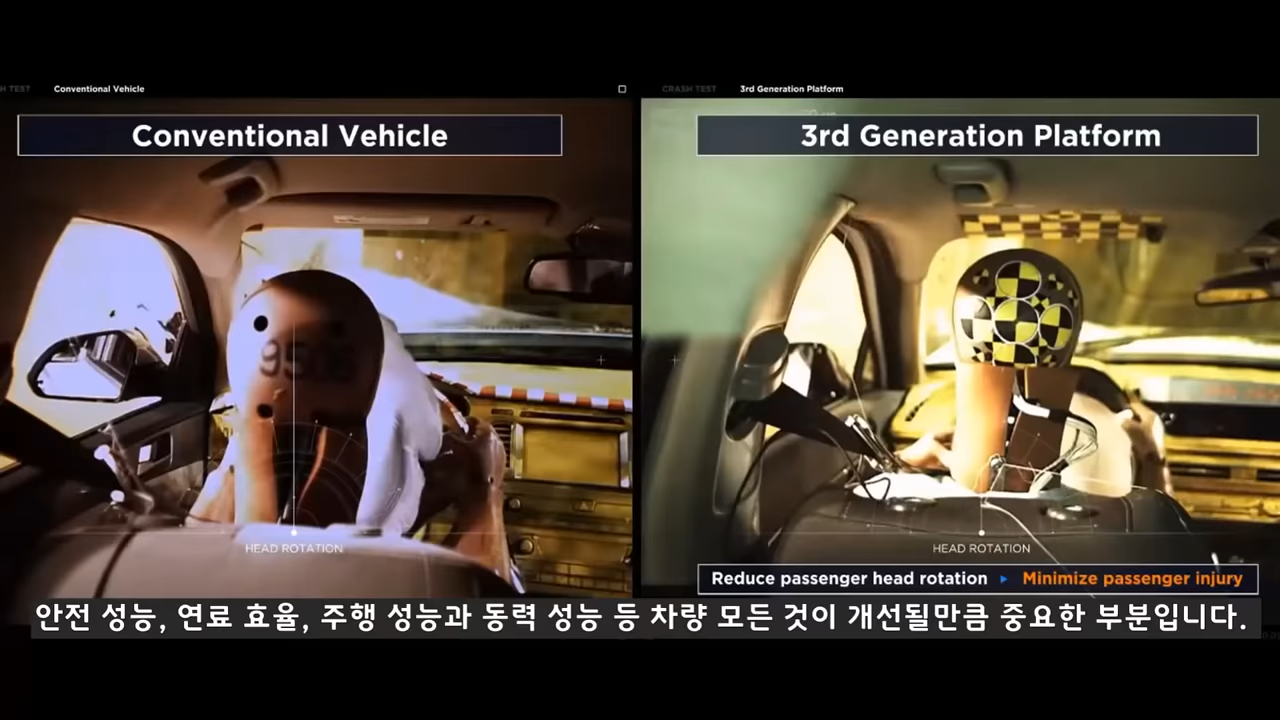 H TEST Conventional Vehicle
CRASH TEST 3rd Generation Platform
Conventional Vehicle
3rd Generation Platform
HEAD ROTATION
HEAD ROTATION
Reduce passenger head rotation ▶ Minimize passenger injury
안전 성능, 연료 효율, 주행 성능과 동력 성능 등 차량 모든 것이 개선될만큼 중요한 부분입니다.